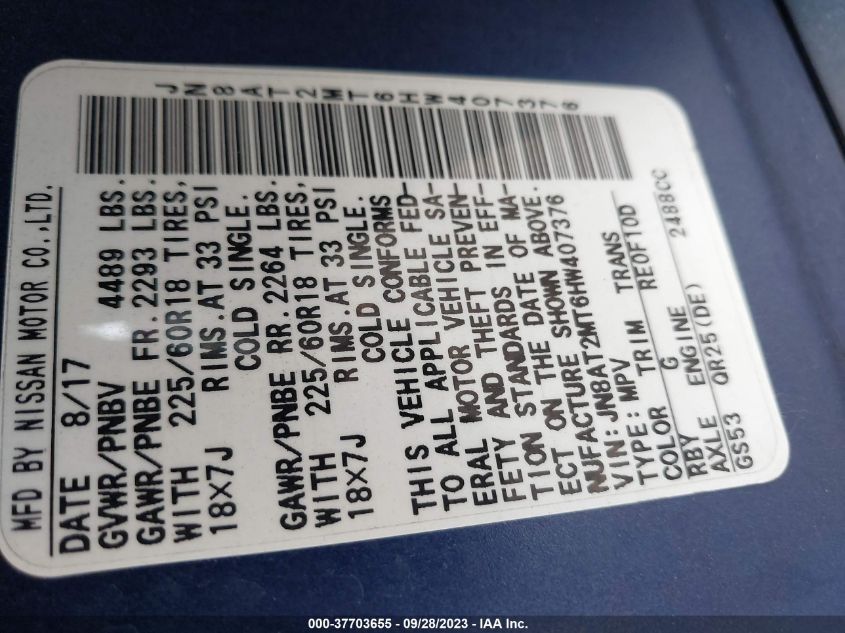 MFD BY NISSAN MOTOR CO.,LTD.
DATE 8/17
GVWR/PNBV 4489 LBS.
GAWR/PNBE FR.2293 LBS.
WITH 225/60R18 TIRES,
18×7J RIMS.AT 33 PSI
COLD SINGLE.
GAWR/PNBE RR.2264 LBS.
WITH 225/60R18 TIRES,
18×7J RIMS.AT 33 PSI
COLD SINGLE.
THIS VEHICLE CONFORMS
TO ALL APPLICABLE FED-
ERAL MOTOR VEHICLE SA-
FETY AND THEFT PREVEN-
TION STANDARDS IN EFF-
ECT ON THE DATE OF MA-
NUFACTURE SHOWN ABOVE.
VIN:JN8AT2MT6HW407376
TYPE:MPV
COLOR TRIM TRANS
RBY G RE0F10D
AXLE ENGINE
GS53 QR25(DE) 2488CC
JN8AT2MT6HW407376
000-37703655 - 09/28/2023 - IAA Inc.